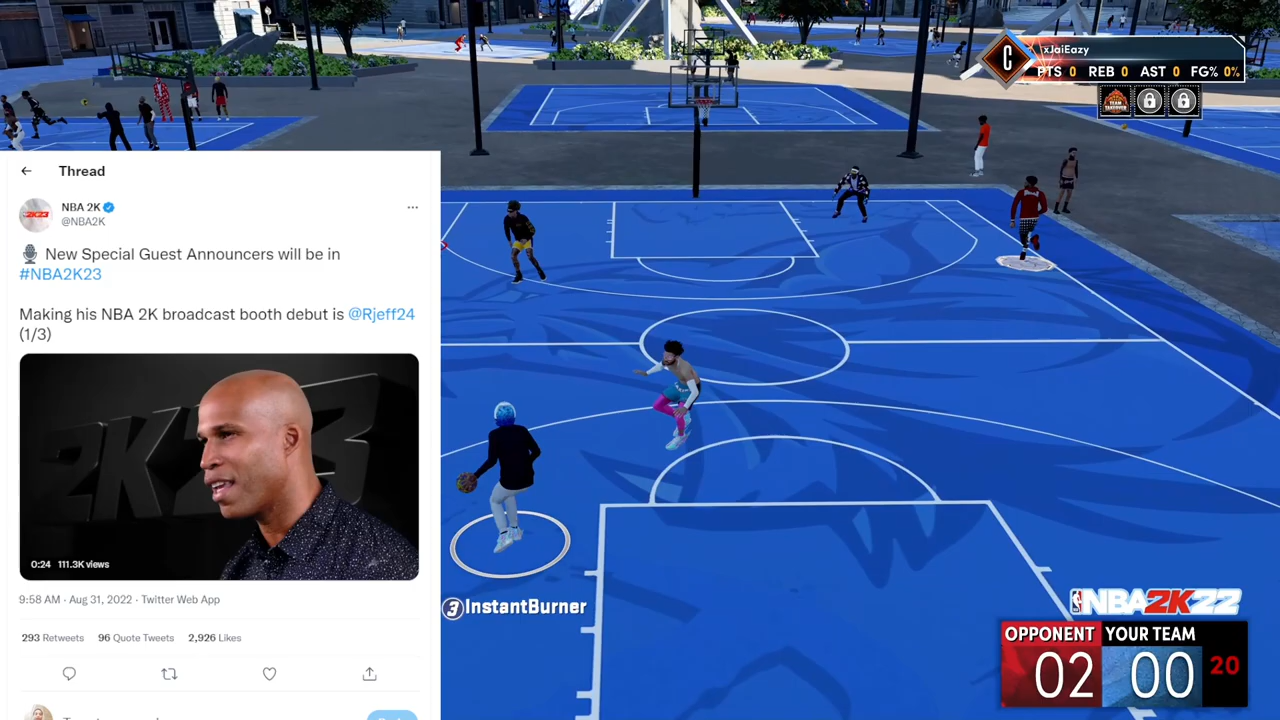 Thread
NBA 2K
@NBA2K
New Special Guest Announcers will be in
#NBA2K23
Making his NBA 2K broadcast booth debut is @Rjeff24
(1/3)
2K23
0:24 111.3K views
9:58 AM · Aug 31, 2022 · Twitter Web App
293 Retweets 96 Quote Tweets 2,926 Likes
C
xJaiEazy
PTS 0 REB 0 AST 0 FG% 0%
3 InstantBurner
NBA2K22
OPPONENT YOUR TEAM
02 00 20